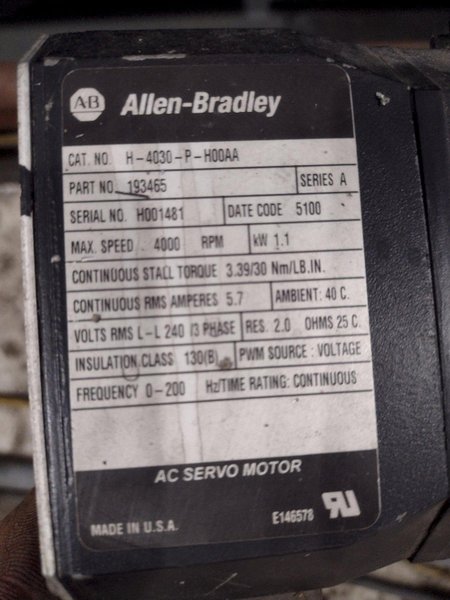 AB Allen-Bradley
CAT. NO. H-4030-P-H00AA
PART NO. 193465 SERIES A
SERIAL NO. H001481 DATE CODE 5100
MAX. SPEED 4000 RPM kW 1.1
CONTINUOUS STALL TORQUE 3.39/30 Nm/LB.IN.
CONTINUOUS RMS AMPERES 5.7 AMBIENT: 40 C.
VOLTS RMS L-L 240 /3 PHASE RES. 2.0 OHMS 25 C.
INSULATION CLASS 130(B) PWM SOURCE : VOLTAGE
FREQUENCY 0-200 Hz/TIME RATING: CONTINUOUS
AC SERVO MOTOR
MADE IN U.S.A. E146578 RU